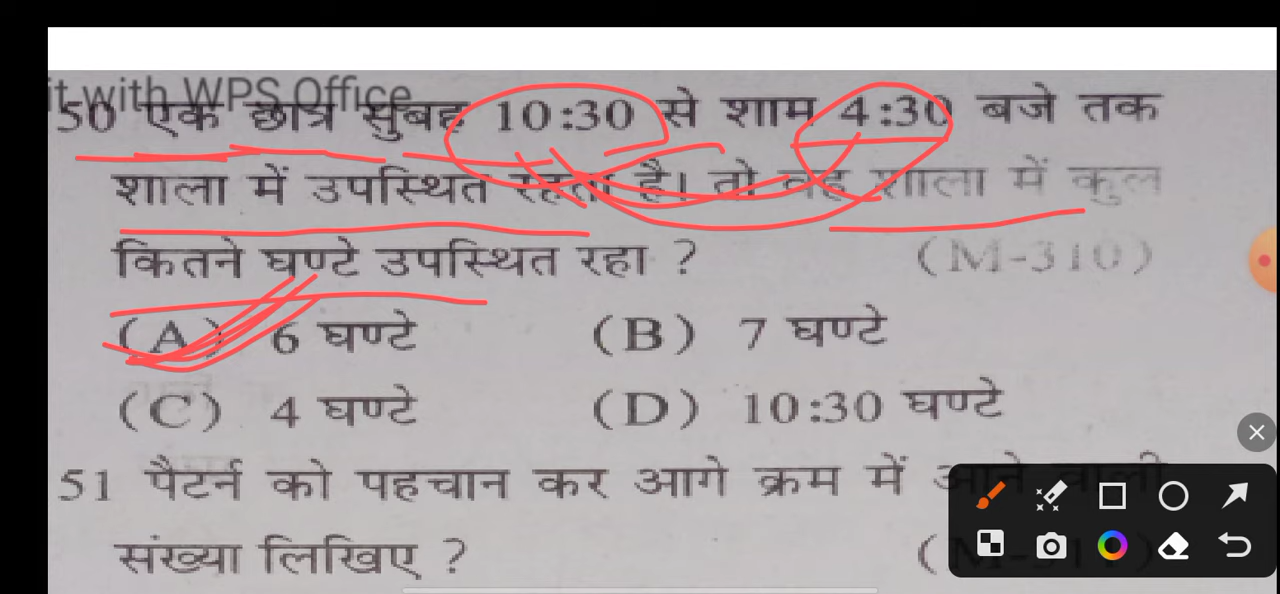 it with WPS Office
50 एक छात्र सुबह 10:30 से शाम 4:30 बजे तक
शाला में उपस्थित रहता है। तो वह शाला में कुल
कितने घण्टे उपस्थित रहा ? (M-310)
(A) 6 घण्टे (B) 7 घण्टे
(C) 4 घण्टे (D) 10:30 घण्टे
51 पैटर्न को पहचान कर आगे क्रम में आने वाली
संख्या लिखिए ? (M-311)